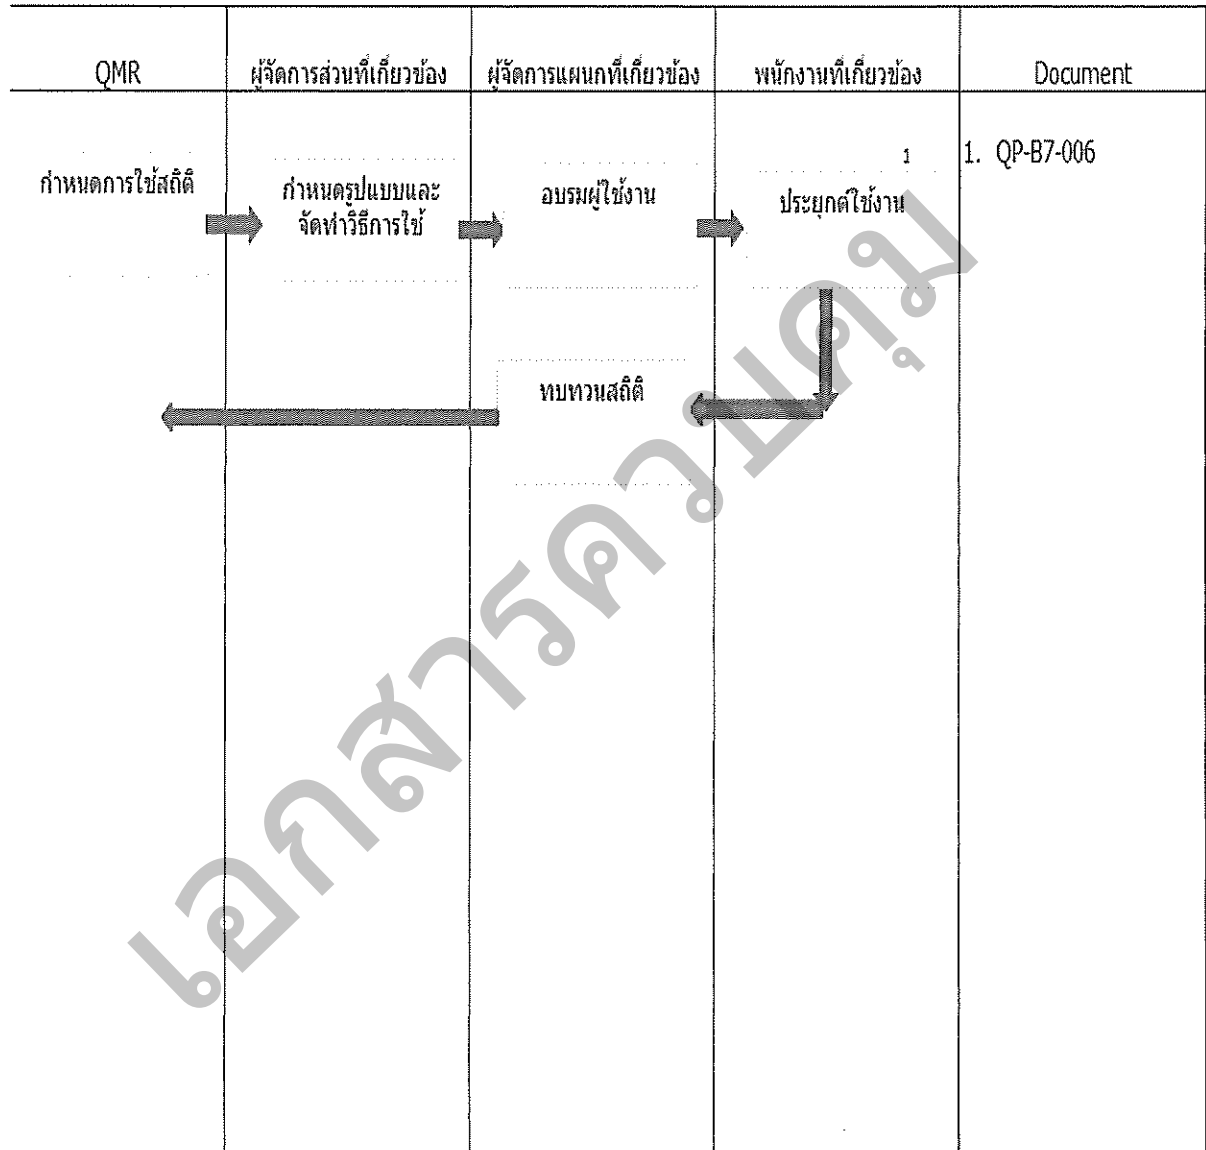 QMR
ผู้จัดการส่วนที่เกี่ยวข้อง
ผู้จัดการแผนกที่เกี่ยวข้อง
พนักงานที่เกี่ยวข้อง
Document
กำหนดการใช้สถิติ
กำหนดรูปแบบและ
จัดทำวิธีการใช้
อบรมผู้ใช้งาน
1
ประยุกต์ใช้งาน
1. QP-B7-006
ทบทวนสถิติ
เอกสารควบคุม